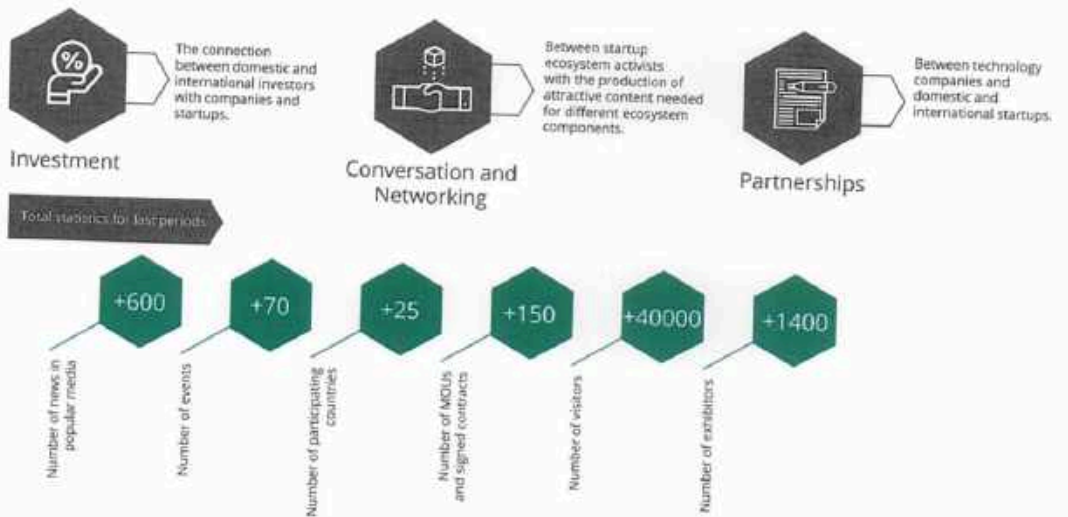 %
The connection
between domestic and
international investors
with companies and
startups.
Investment
Between startup
ecosystem activists
with the production of
attractive content needed
for different ecosystem
components.
Conversation and
Networking
Between technology
companies and
domestic and
international startups.
Partnerships
Total statistics for last periods
+600
Number of news in
popular media
+70
Number of events
+25
Number of participating
countries
+150
Number of MOUs
and signed contracts
+40000
Number of visitors
+1400
Number of exhibitors